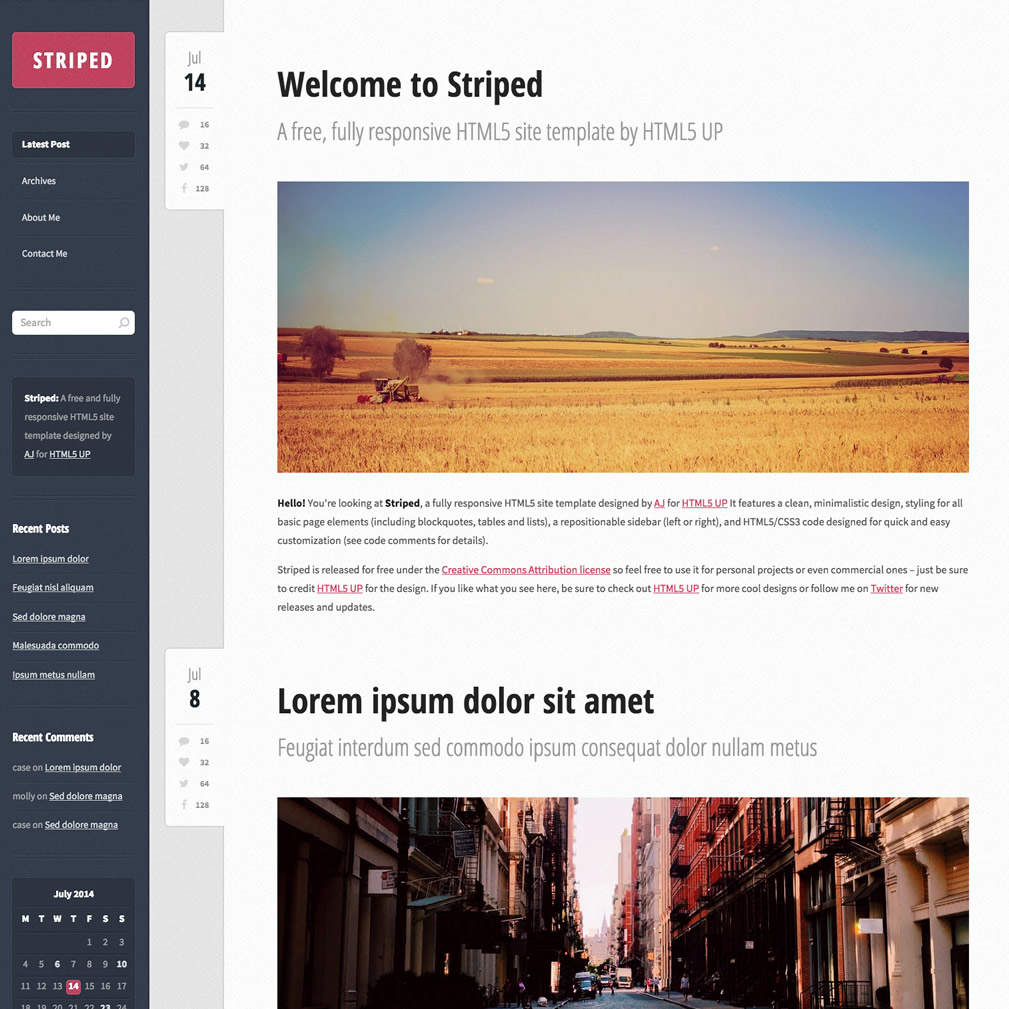 STRIPED
Latest Post
Archives
About Me
Contact Me
Search
Striped: A free and fully
responsive HTML5 site
template designed by
AJ for HTML5 UP
Recent Posts
Lorem ipsum dolor
Feugiat nisl aliquam
Sed dolore magna
Malesuada commodo
Ipsum metus nullam
Recent Comments
case on Lorem ipsum dolor
molly on Sed dolore magna
case on Sed dolore magna
July 2014
M T W T F S S
1 2 3
4 5 6 7 8 9 10
11 12 13 14 15 16 17
18 19 20 21 22 23 24
Jul
14
16
32
64
128
Welcome to Striped
A free, fully responsive HTML5 site template by HTML5 UP
Hello! You're looking at Striped, a fully responsive HTML5 site template designed by AJ for HTML5 UP It features a clean, minimalistic design, styling for all
basic page elements (including blockquotes, tables and lists), a repositionable sidebar (left or right), and HTML5/CSS3 code designed for quick and easy
customization (see code comments for details).
Striped is released for free under the Creative Commons Attribution license so feel free to use it for personal projects or even commercial ones – just be sure
to credit HTML5 UP for the design. If you like what you see here, be sure to check out HTML5 UP for more cool designs or follow me on Twitter for new
releases and updates.
Jul
8
16
32
64
128
Lorem ipsum dolor sit amet
Feugiat interdum sed commodo ipsum consequat dolor nullam metus